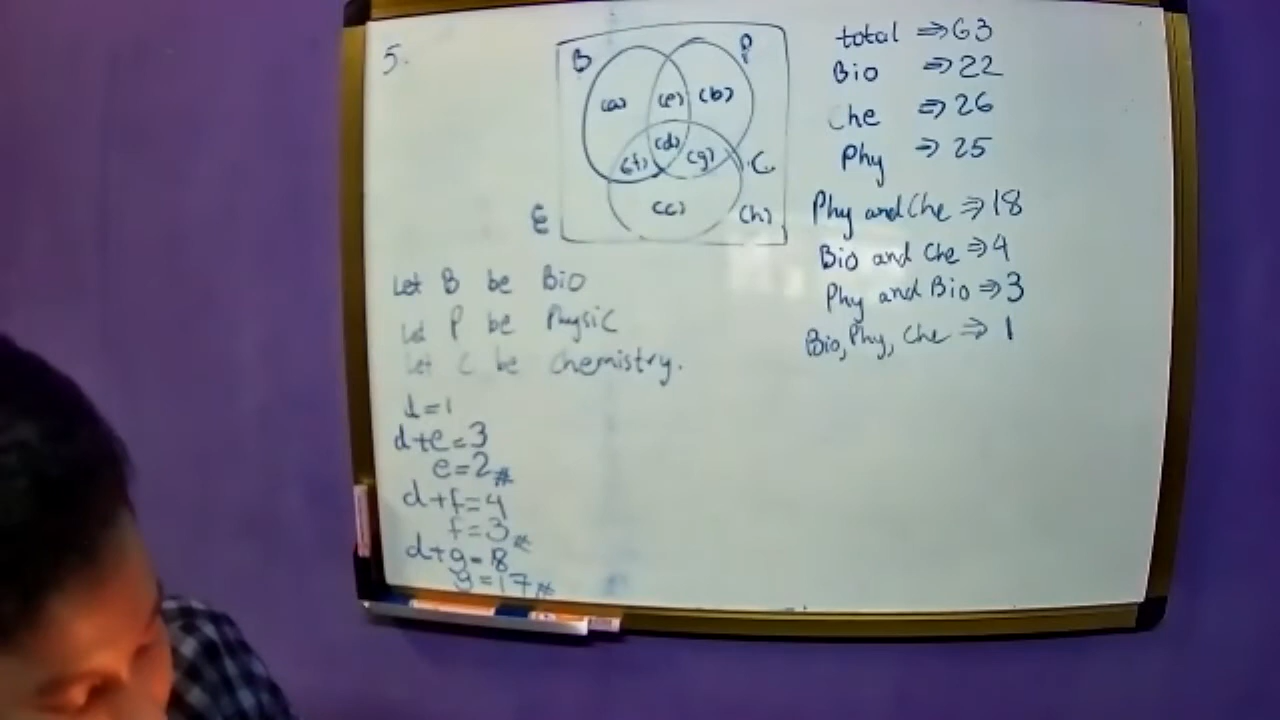 5.
B
P
(a)
(e)
(b)
(d)
(f)
(g)
C
(c)
(h)
Let B be Bio
Let P be Physic
Let C be Chemistry.
d=1
d+e=3
e=2
d+f=4
f=3
d+g=18
g=17
total ⇒ 63
Bio ⇒ 22
Che ⇒ 26
Phy ⇒ 25
Phy and Che ⇒ 18
Bio and Che ⇒ 4
Phy and Bio ⇒ 3
Bio, Phy, Che ⇒ 1